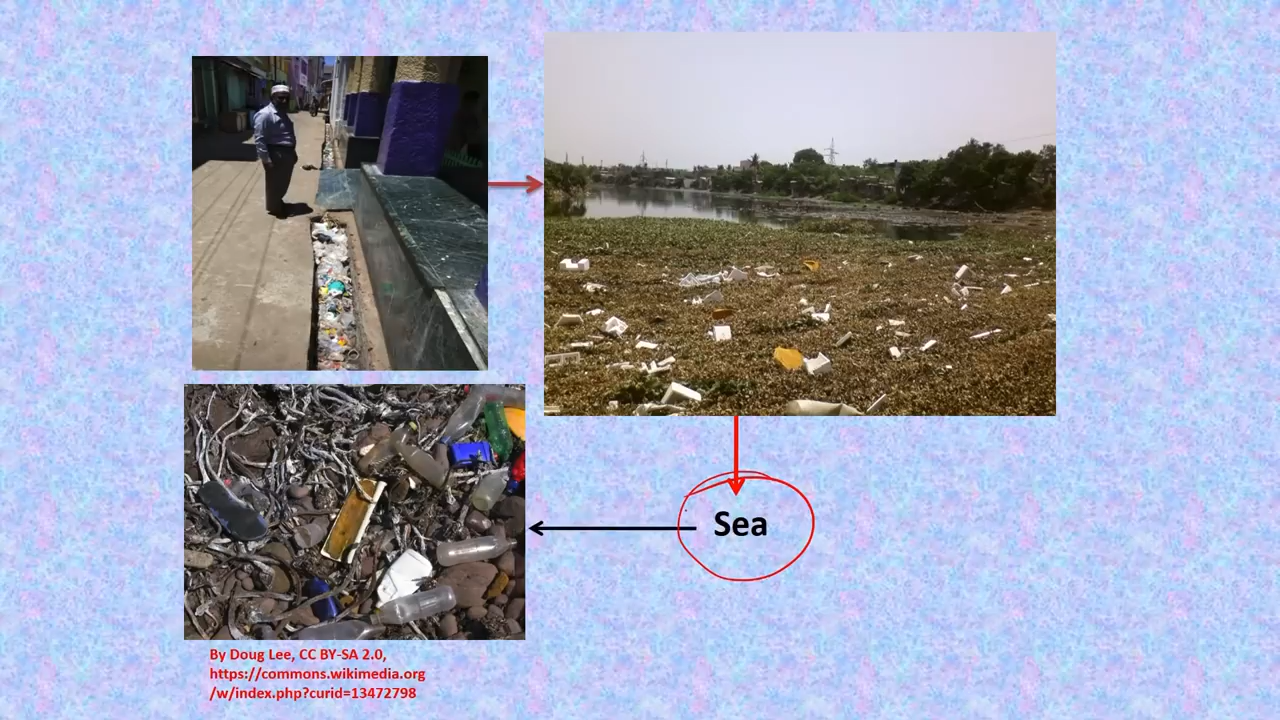 Sea
By Doug Lee, CC BY-SA 2.0,
https://commons.wikimedia.org
/w/index.php?curid=13472798